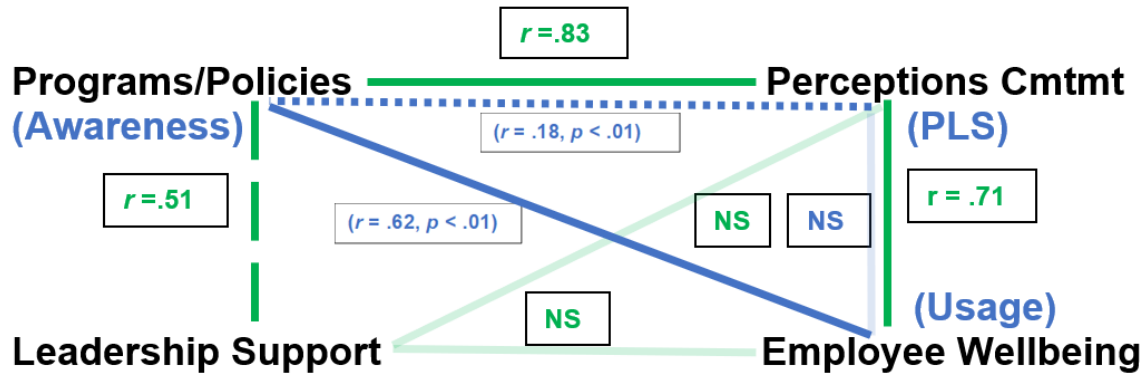 r =.83
Programs/Policies
Perceptions Cmtmt
(Awareness)
(r = .18, p < .01)
(PLS)
r =.51
(r = .62, p < .01)
NS
NS
r = .71
NS
(Usage)
Leadership Support
Employee Wellbeing